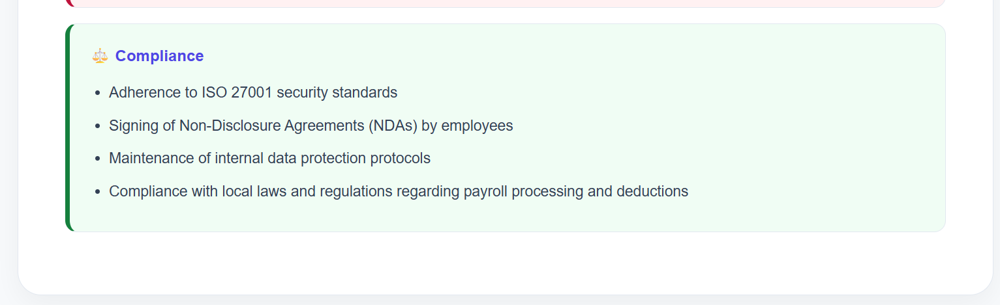 ⚖️ Compliance
• Adherence to ISO 27001 security standards
• Signing of Non-Disclosure Agreements (NDAs) by employees
• Maintenance of internal data protection protocols
• Compliance with local laws and regulations regarding payroll processing and deductions